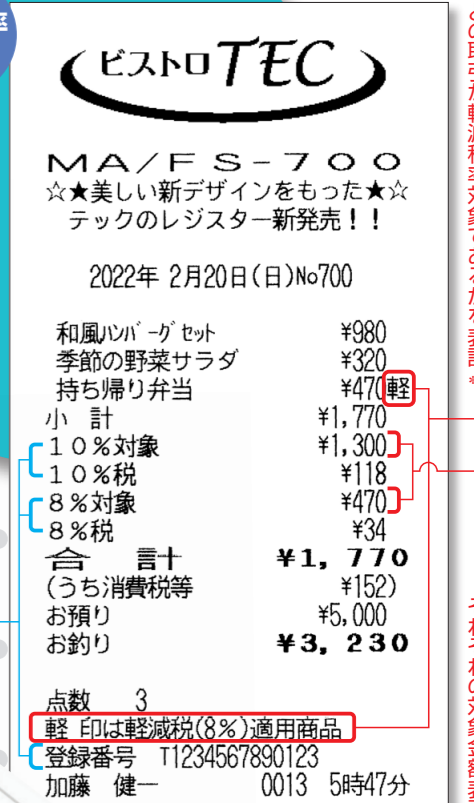 ビストロTEC
MA/FS-700
☆★美しい新デザインをもった★☆
テックのレジスター新発売!!
2022年 2月20日(日)No700
和風ハンバーグセット ¥980
季節の野菜サラダ ¥320
持ち帰り弁当 ¥470軽
小 計 ¥1,770
10%対象 ¥1,300
10%税 ¥118
8%対象 ¥470
8%税 ¥34
合 計 ¥1,770
(うち消費税等 ¥152)
お預り ¥5,000
お釣り ¥3,230
点数 3
軽 印は軽減税(8%)適用商品
登録番号 T1234567890123
加藤 健一 0013 5時47分